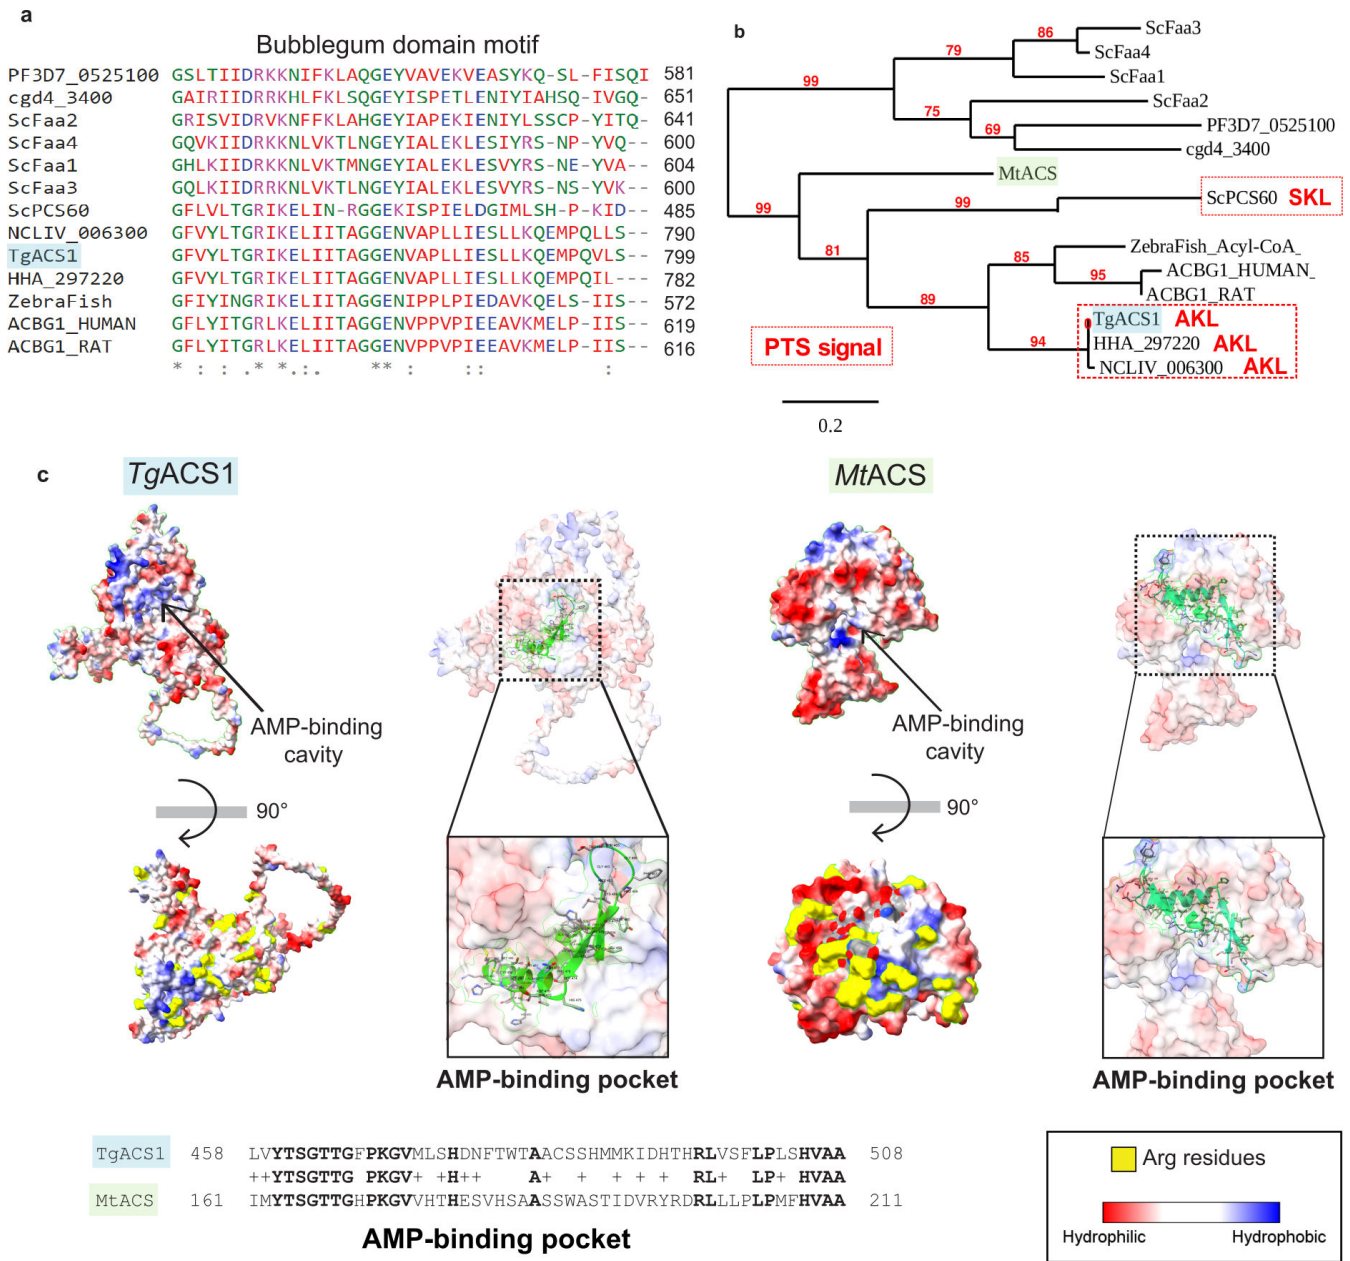 a
Bubblegum domain motif
PF3D7_0525100 GSLTIIDRKKNIFKLAQGEYVAVEKVEASYKQ-SL-FISQI 581
cgd4_3400 GAIRIIDRRKHLFKLSQGEYISPETLENIYIAHSQ-IVGQ-- 651
ScFaa2 GRISVIDRVKNFFKLAHGEYIAPEKIENIYLSSCP-YITQ- 641
ScFaa4 GQVKIIDRKKNLVKTLNGEYIALEKLESIYRS-NP-YVQ-- 600
ScFaa1 GHLKIIDRKKNLVKTMNGEYIALEKLESVYRS-NE-YVA-- 604
ScFaa3 GQLKIIDRKKNLVKTLNGEYIALEKLESVYRS-NS-YVK-- 600
ScPCS60 GFLVLTGRIKELIN-RGGEKISPIELDGIMLSH-P-KID-- 485
NCLIV_006300 GFVYLTGRIKELIITAGGENVAPLLIESLLKQEMPQLLS-- 790
TgACS1 GFVYLTGRIKELIITAGGENVAPLLIESLLKQEMPQVLS-- 799
HHA_297220 GFVYLTGRIKELIITAGGENVAPLLIESLLKQEMPQIL--- 782
ZebraFish GFIYINGRIKELIITAGGENIPPLPIEDAVKQELS-IIS-- 572
ACBG1_HUMAN GFLYITGRLKELIITAGGENVPPVPIEEAVKMELP-IIS-- 619
ACBG1_RAT GFLYITGRLKELIITAGGENVPPVPIEEAVKMELP-IIS-- 616
* : : .* *.:. ** : :: :
b
86
ScFaa3
ScFaa4
79
ScFaa1
99
ScFaa2
75
69
PF3D7_0525100
cgd4_3400
MtACS
99
99
ScPCS60 SKL
81
ZebraFish_Acyl-CoA_
85
95
ACBG1_HUMAN_
ACBG1_RAT
89
TgACS1 AKL
94
HHA_297220 AKL
NCLIV_006300 AKL
PTS signal
0.2
c
TgACS1
MtACS
AMP-binding
cavity
AMP-binding
cavity
90°
90°
AMP-binding pocket
AMP-binding pocket
TgACS1 458 LVYTSGTTGFPKGVMLSHDNFTWTAACSSHMMKIDHTHRLVSFLPLSHVAA 508
++YTSGTTG PKGV+ +H++ A + + + +RL+ LP+ HVAA
MtACS 161 IMYTSGTTGHPKGVVHTHESVHSAASSWASTIDVRYRDRLLLPLPMFHVAA 211
AMP-binding pocket
Arg residues
Hydrophilic Hydrophobic